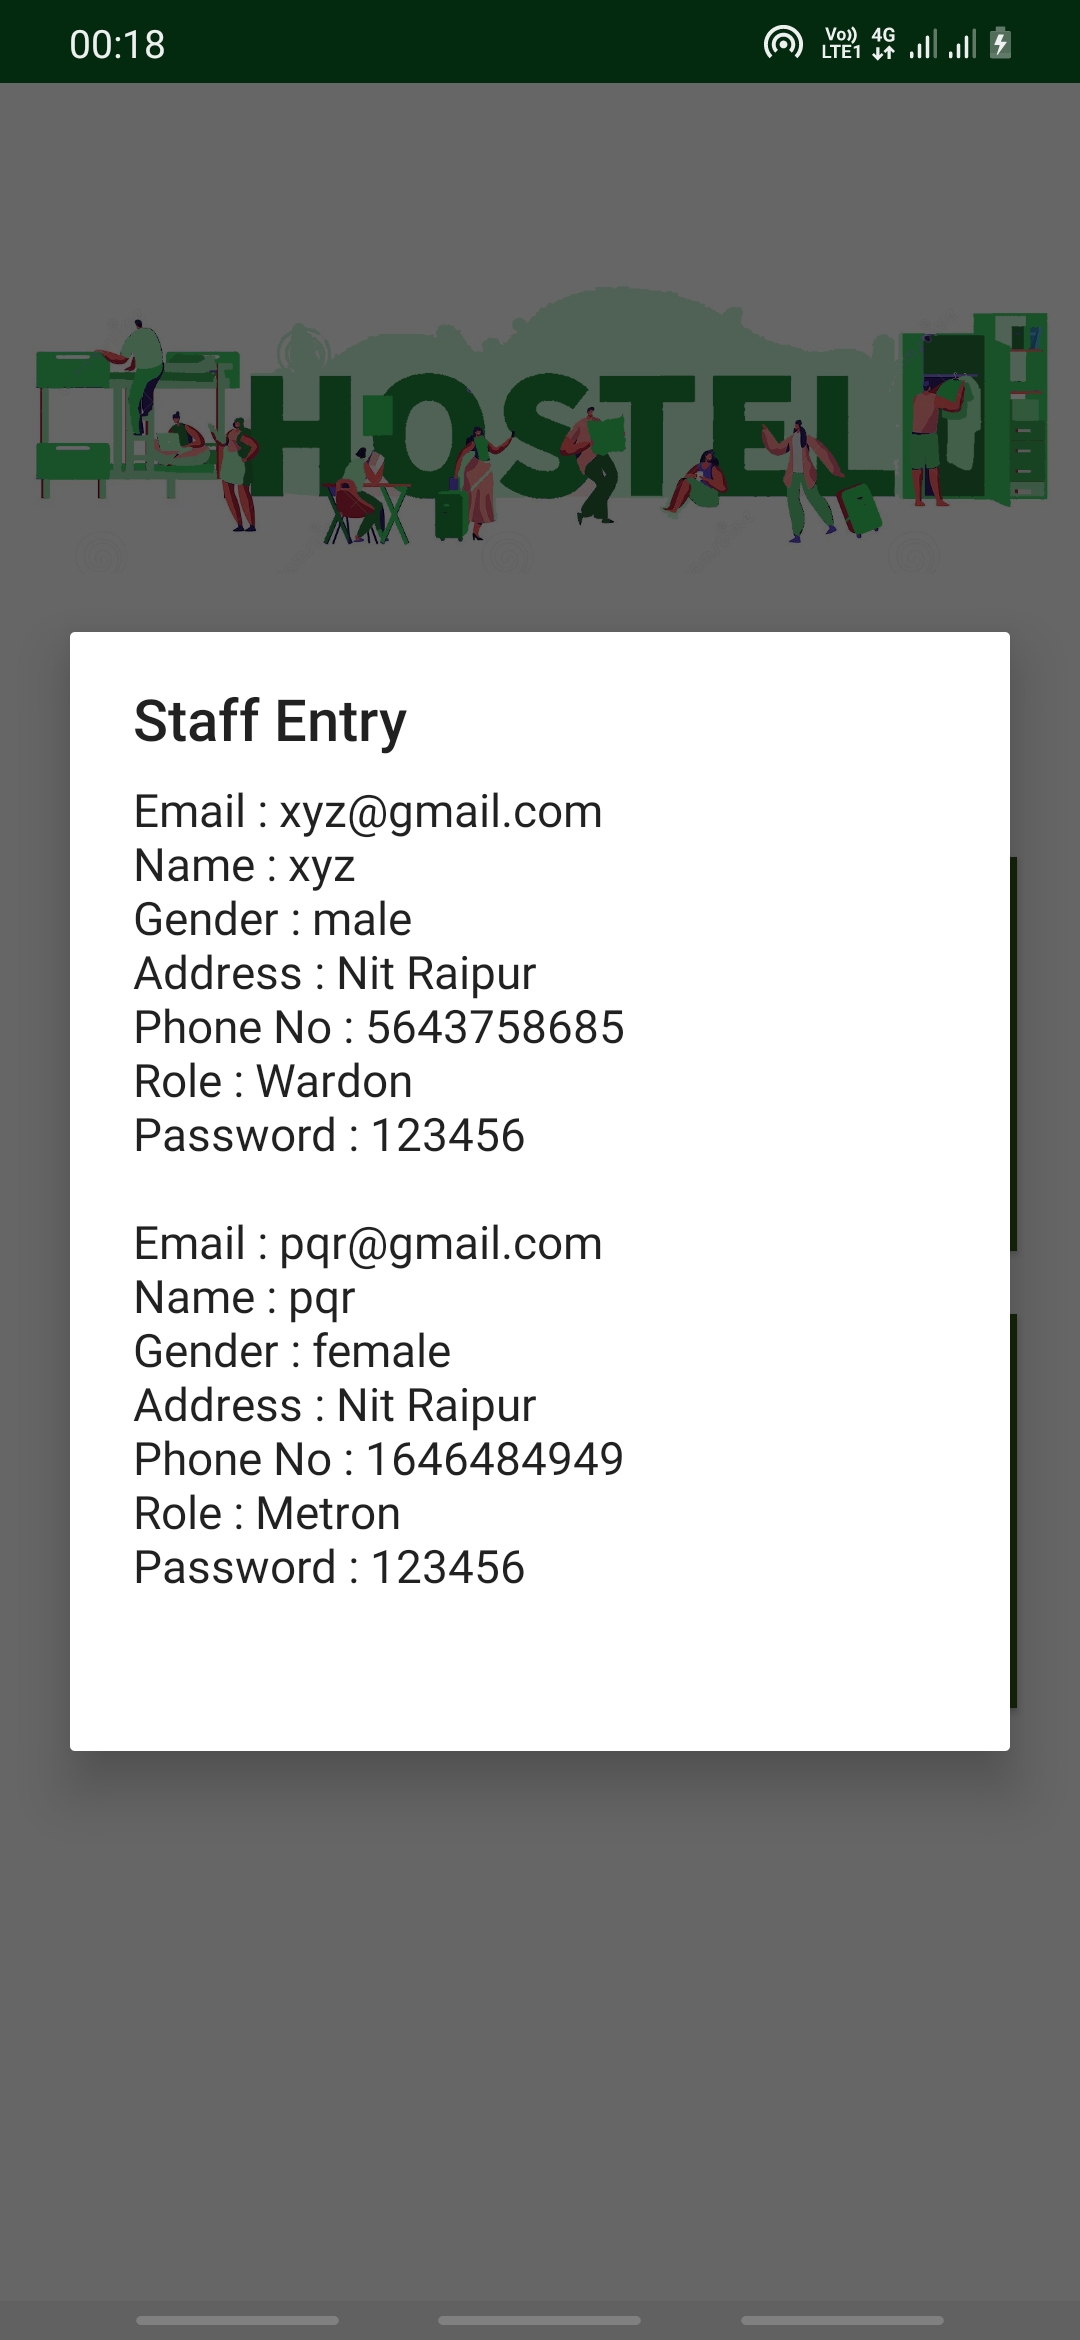 00:18
Vo))
LTE1
4G
HOSTEL
Staff Entry
Email : xyz@gmail.com
Name : xyz
Gender : male
Address : Nit Raipur
Phone No : 5643758685
Role : Wardon
Password : 123456
Email : pqr@gmail.com
Name : pqr
Gender : female
Address : Nit Raipur
Phone No : 1646484949
Role : Metron
Password : 123456